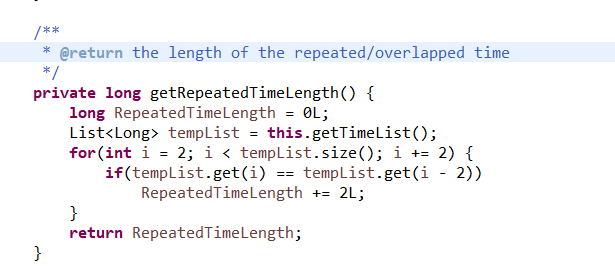 /**
 * @return the length of the repeated/overlapped time
 */
private long getRepeatedTimeLength() {
    long RepeatedTimeLength = 0L;
    List<Long> tempList = this.getTimeList();
    for(int i = 2; i < tempList.size(); i += 2) {
        if(tempList.get(i) == tempList.get(i - 2))
            RepeatedTimeLength += 2L;
    }
    return RepeatedTimeLength;
}